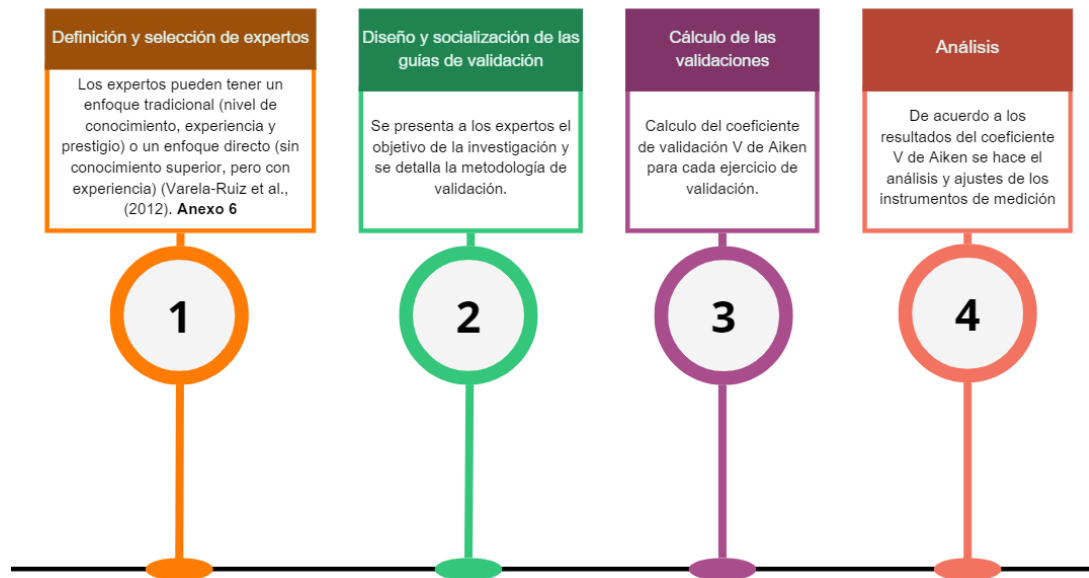 Definición y selección de expertos
Los expertos pueden tener un
enfoque tradicional (nivel de
conocimiento, experiencia y
prestigio) o un enfoque directo (sin
conocimiento superior, pero con
experiencia) (Varela-Ruiz et al.,
(2012). Anexo 6
1
Diseño y socialización de las
guías de validación
Se presenta a los expertos el
objetivo de la investigación y
se detalla la metodología de
validación.
2
Cálculo de las
validaciones
Calculo del coeficiente
de validación V de Aiken
para cada ejercicio de
validación.
3
Análisis
De acuerdo a los
resultados del coeficiente
V de Aiken se hace el
análisis y ajustes de los
instrumentos de medición
4